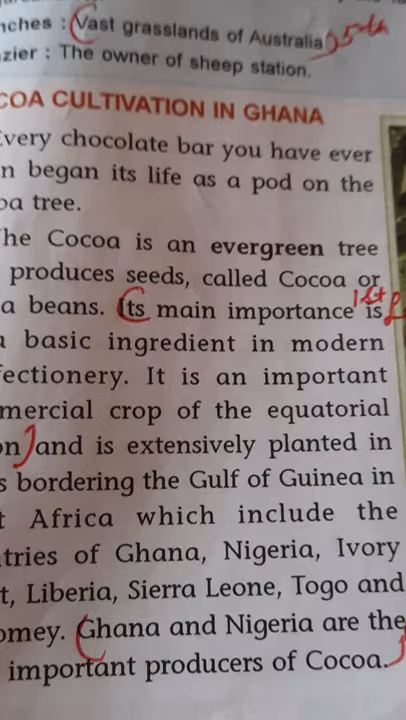 nches : Vast grasslands of Australia 5th
zier : The owner of sheep station.
COA CULTIVATION IN GHANA
Every chocolate bar you have ever
n began its life as a pod on the
oa tree.
he Cocoa is an evergreen tree
produces seeds, called Cocoa or
a beans. Its main importance is
1st
a basic ingredient in modern
fectionery. It is an important
mercial crop of the equatorial
on and is extensively planted in
s bordering the Gulf of Guinea in
t Africa which include the
tries of Ghana, Nigeria, Ivory
t, Liberia, Sierra Leone, Togo and
omey. Ghana and Nigeria are the
important producers of Cocoa.